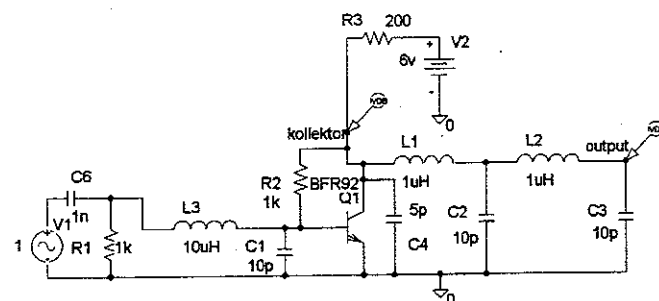 R3 200
V2
6v
+
-
0
kollektor
L1
1uH
L2
1uH
output
C6
1n
V1
1
R1
1k
L3
10uH
R2
1k
BFR92
Q1
C1
10p
5p
C4
C2
10p
C3
10p
0